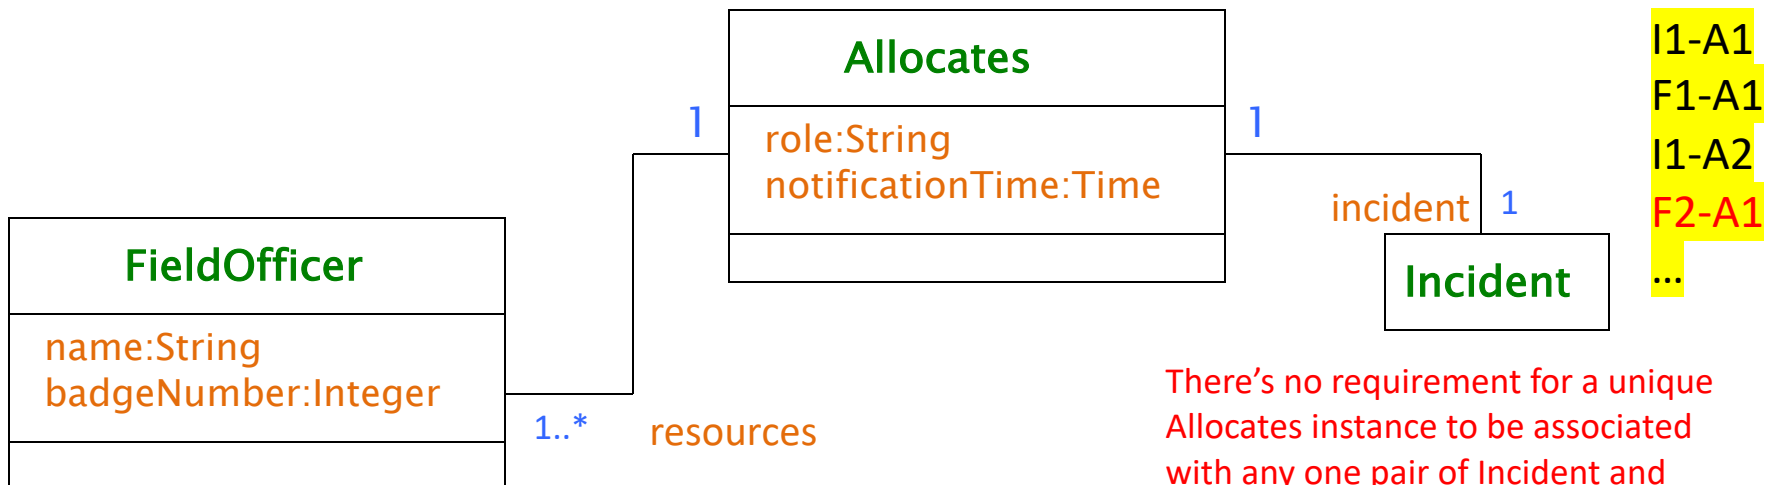 Allocates
role:String
notificationTime:Time
1
1
incident
1
Incident
FieldOfficer
name:String
badgeNumber:Integer
1..*
resources
I1-A1
F1-A1
I1-A2
F2-A1
...
There’s no requirement for a unique
Allocates instance to be associated
with any one pair of Incident and